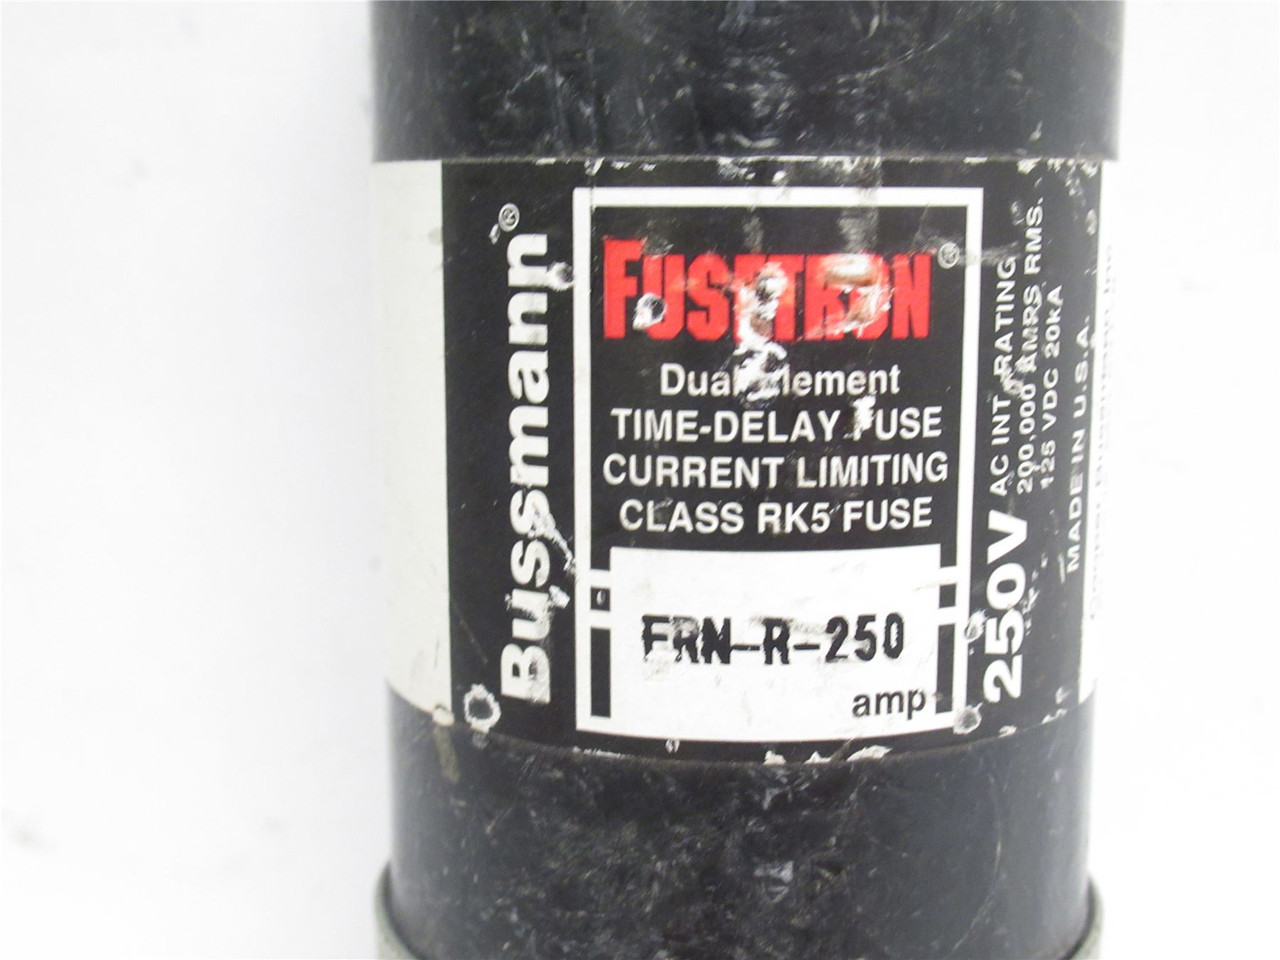 Bussmann®
FUSETRON®
Dual Element
TIME-DELAY FUSE
CURRENT LIMITING
CLASS RK5 FUSE
FRN-R-250
amp
250V
AC INT. RATING
200,000 AMPS RMS.
125 VDC 20kA
MADE IN U.S.A.